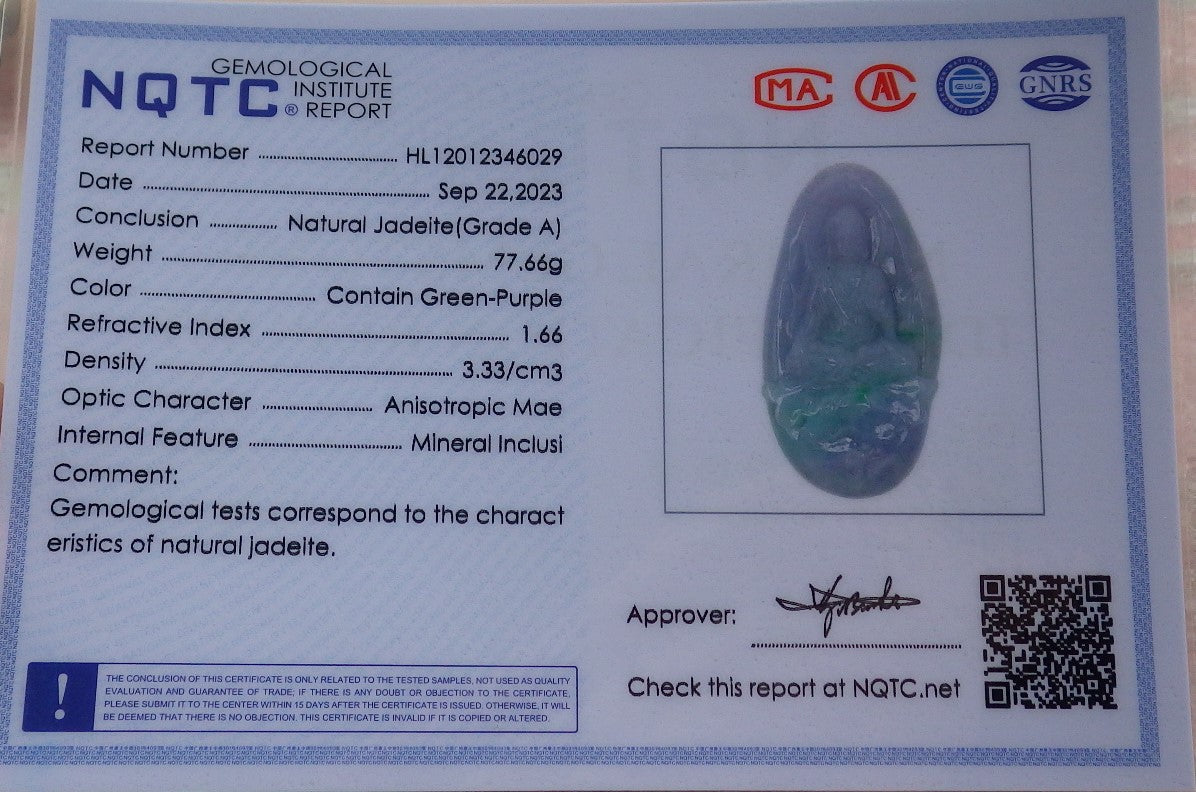 NQTC®
GEMOLOGICAL
INSTITUTE
REPORT
MA
AL
GNRS
Report Number ........ HL12012346029
Date ........ Sep 22,2023
Conclusion ........ Natural Jadeite(Grade A)
Weight ........ 77.66g
Color ........ Contain Green-Purple
Refractive Index ........ 1.66
Density ........ 3.33/cm3
Optic Character ........ Anisotropic Mae
Internal Feature ........ Mineral Inclusi
Comment:
Gemological tests correspond to the charact
eristics of natural jadeite.
Approver:
Check this report at NQTC.net
!
THE CONCLUSION OF THIS CERTIFICATE IS ONLY RELATED TO THE TESTED SAMPLES, NOT USED AS QUALITY
EVALUATION AND GUARANTEE OF TRADE; IF THERE IS ANY DOUBT OR OBJECTION TO THE CERTIFICATE,
PLEASE SUBMIT IT TO THE CENTER WITHIN 15 DAYS AFTER THE CERTIFICATE IS ISSUED. OTHERWISE, IT WILL
BE DEEMED THAT THERE IS NO OBJECTION. THIS CERTIFICATE IS INVALID IF IT IS COPIED OR ALTERED.